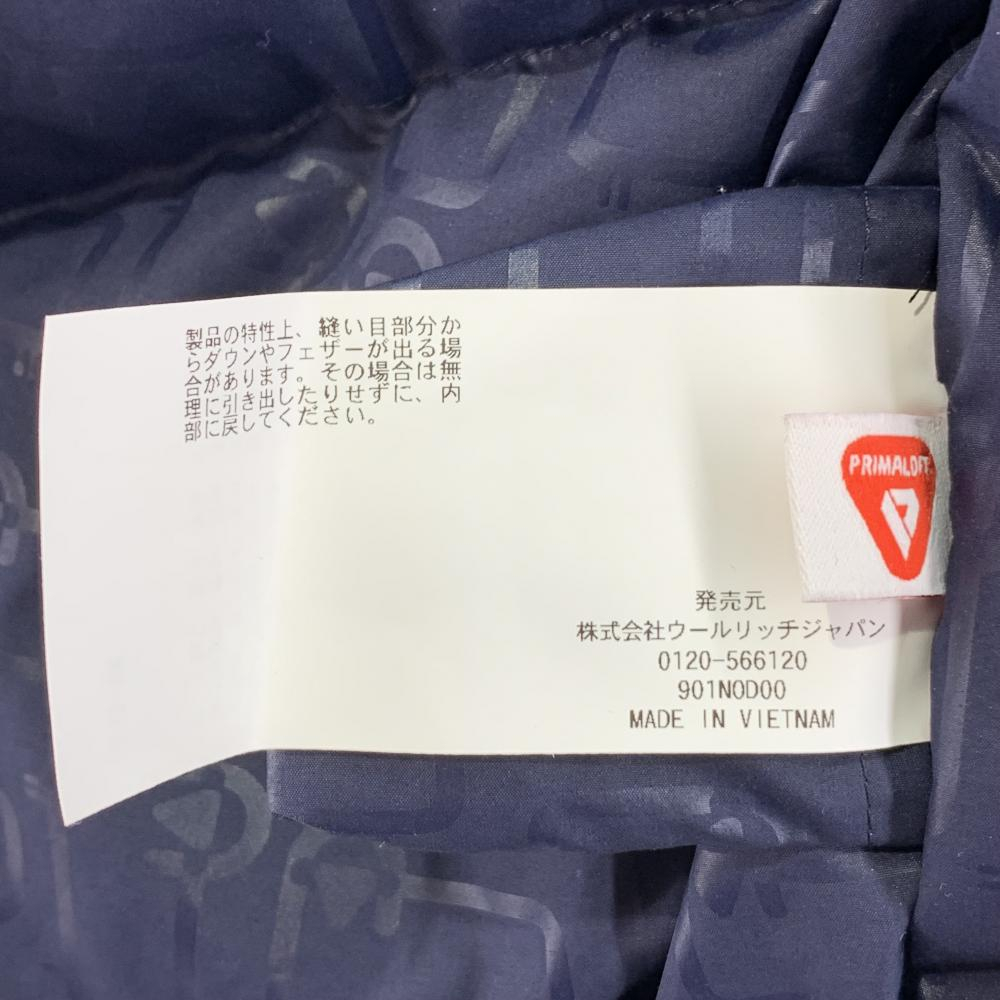 製品の特性上、縫い目部分か
らダウンやフェザーが出る場
合があります。その場合は無
理に引き出したりせずに、内
部に戻してください。
PRIMALOFT
発売元
株式会社ウールリッチジャパン
0120-566120
901N0D00
MADE IN VIETNAM